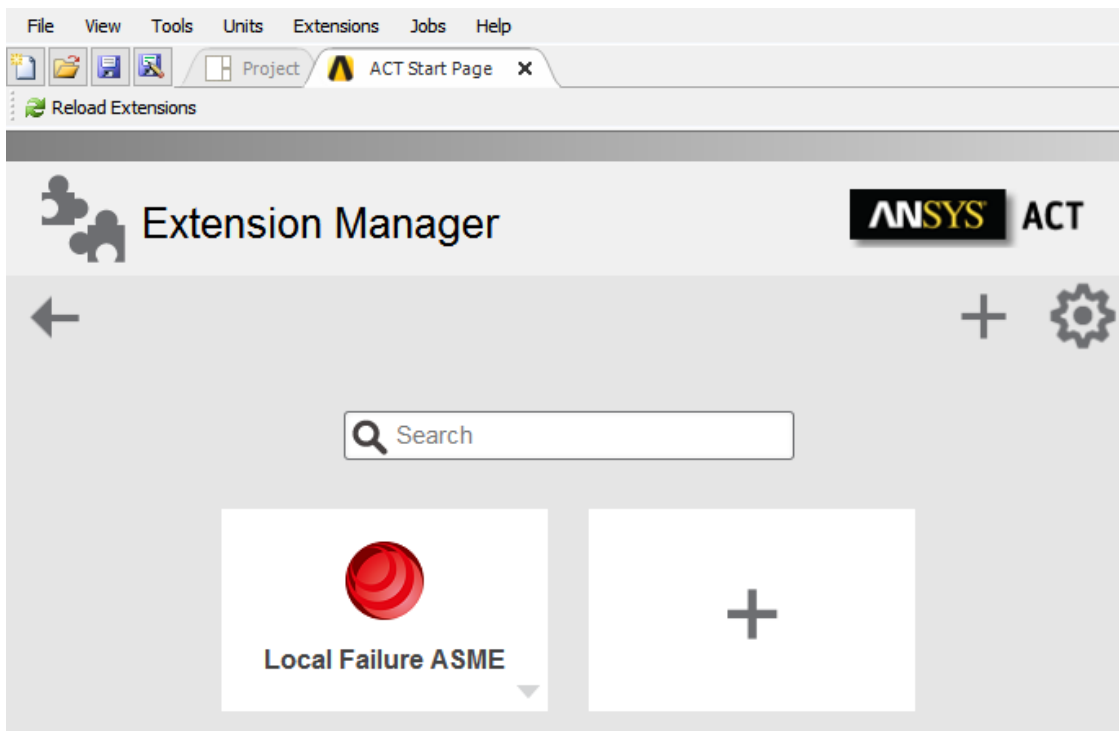 File View Tools Units Extensions Jobs Help
Project ACT Start Page
Reload Extensions
Extension Manager
ANSYS ACT
Search
Local Failure ASME